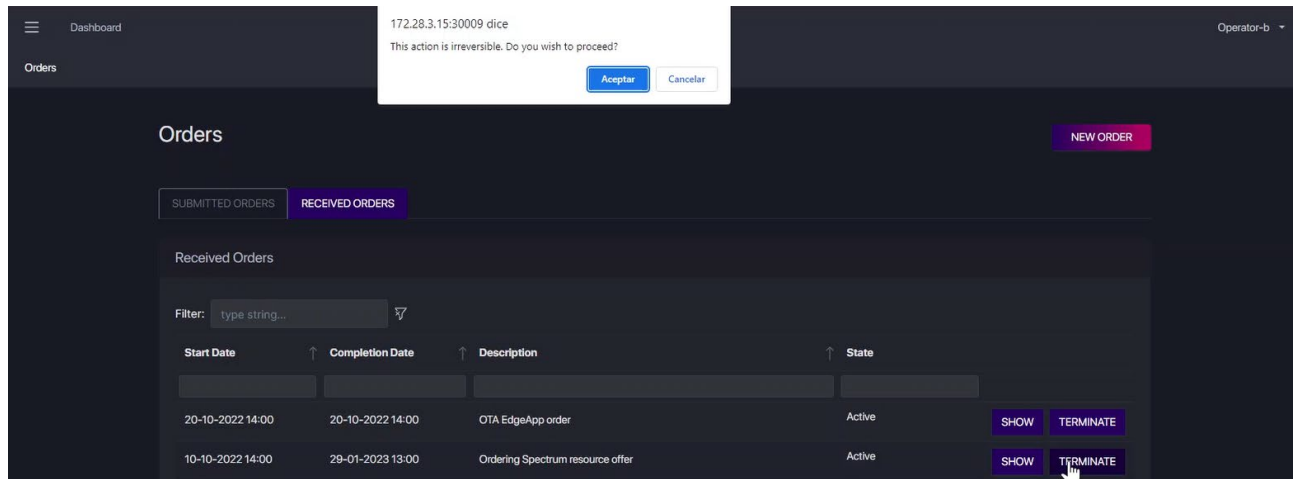 172.28.3.15:30009 dice
This action is irreversible. Do you wish to proceed?
Aceptar Cancelar
Dashboard Operator-b
Orders
Orders
NEW ORDER
SUBMITTED ORDERS RECEIVED ORDERS
Received Orders
Filter: type string...
Start Date Completion Date Description State
20-10-2022 14:00 20-10-2022 14:00 OTA EdgeApp order Active SHOW TERMINATE
10-10-2022 14:00 29-01-2023 13:00 Ordering Spectrum resource offer Active SHOW TERMINATE